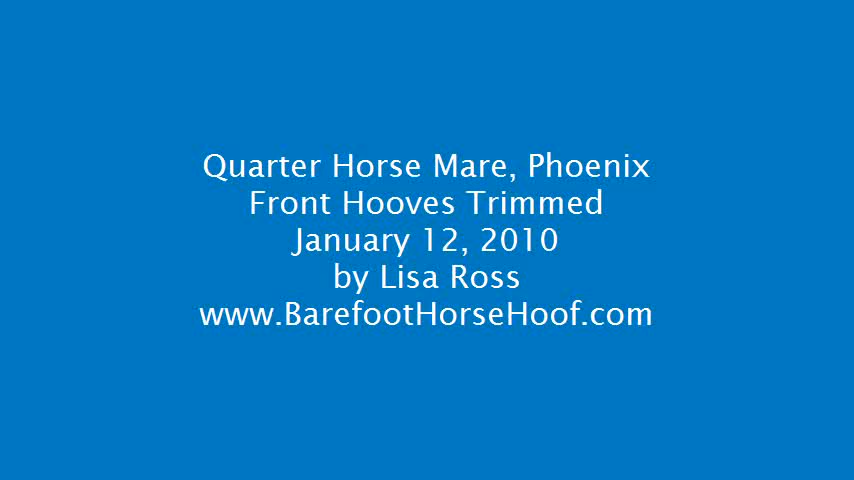 Quarter Horse Mare, Phoenix
Front Hooves Trimmed
January 12, 2010
by Lisa Ross
www.BarefootHorseHoof.com